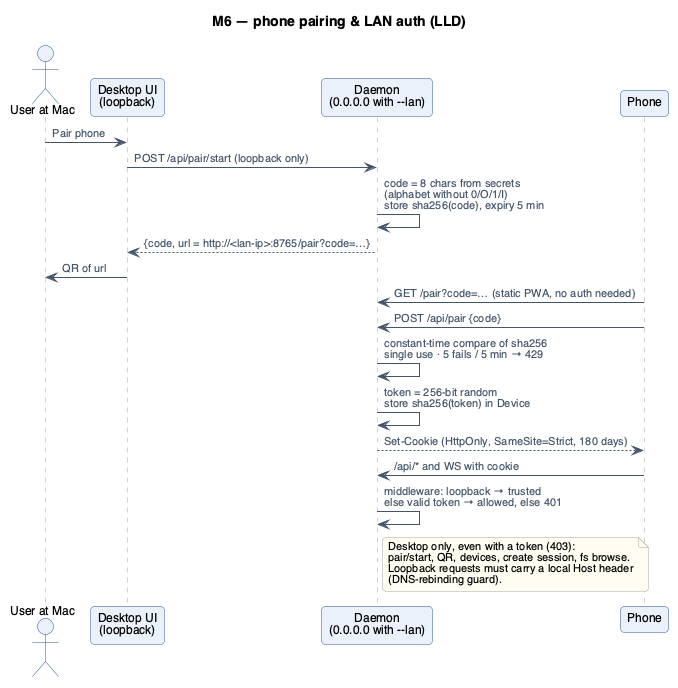 M6 — phone pairing & LAN auth (LLD)
User at Mac
Desktop UI
(loopback)
Daemon
(0.0.0.0 with --lan)
Phone
Pair phone
POST /api/pair/start (loopback only)
code = 8 chars from secrets
(alphabet without 0/O/1/I)
store sha256(code), expiry 5 min
{code, url = http://<lan-ip>:8765/pair?code=…}
QR of url
GET /pair?code=… (static PWA, no auth needed)
POST /api/pair {code}
constant-time compare of sha256
single use · 5 fails / 5 min → 429
token = 256-bit random
store sha256(token) in Device
Set-Cookie (HttpOnly, SameSite=Strict, 180 days)
/api/* and WS with cookie
middleware: loopback → trusted
else valid token → allowed, else 401
Desktop only, even with a token (403):
pair/start, QR, devices, create session, fs browse.
Loopback requests must carry a local Host header
(DNS-rebinding guard).
User at Mac
Desktop UI
(loopback)
Daemon
(0.0.0.0 with --lan)
Phone